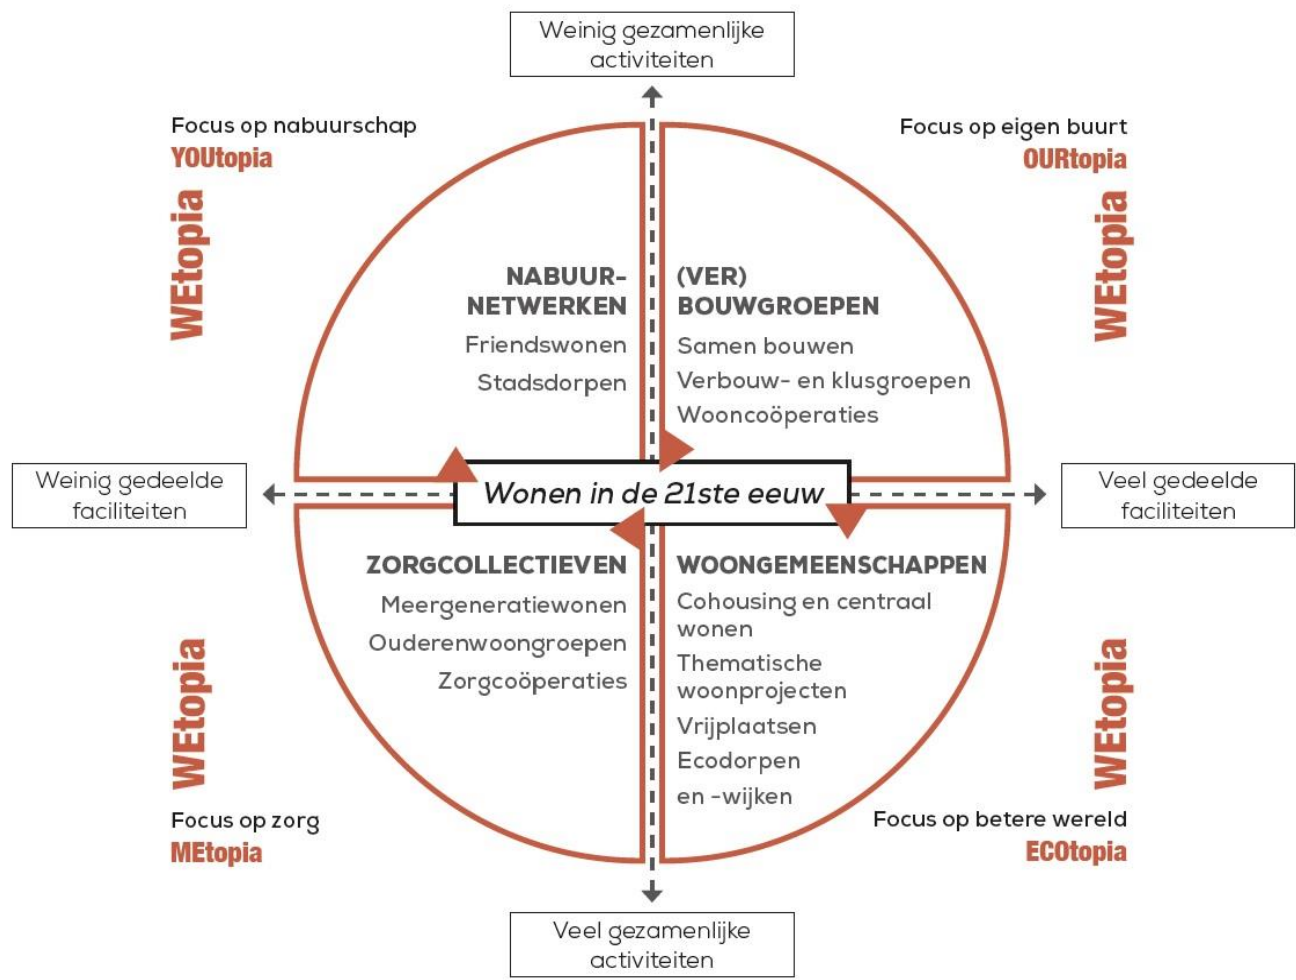 Weinig gezamenlijke
activiteiten
Focus op nabuurschap
YOUtopia
WEtopia
Focus op eigen buurt
OURtopia
WEtopia
NABUUR-
NETWERKEN
Friendswonen
Stadsdorpen
(VER)
BOUWGROEPEN
Samen bouwen
Verbouw- en klusgroepen
Wooncoöperaties
Weinig gedeelde
faciliteiten
Wonen in de 21ste eeuw
Veel gedeelde
faciliteiten
ZORGCOLLECTIEVEN
Meergeneratiewonen
Ouderenwoongroepen
Zorgcoöperaties
WOONGEMEENSCHAPPEN
Cohousing en centraal
wonen
Thematische
woonprojecten
Vrijplaatsen
Ecodorpen
en -wijken
WEtopia
Focus op zorg
MEtopia
WEtopia
Focus op betere wereld
ECOtopia
Veel gezamenlijke
activiteiten